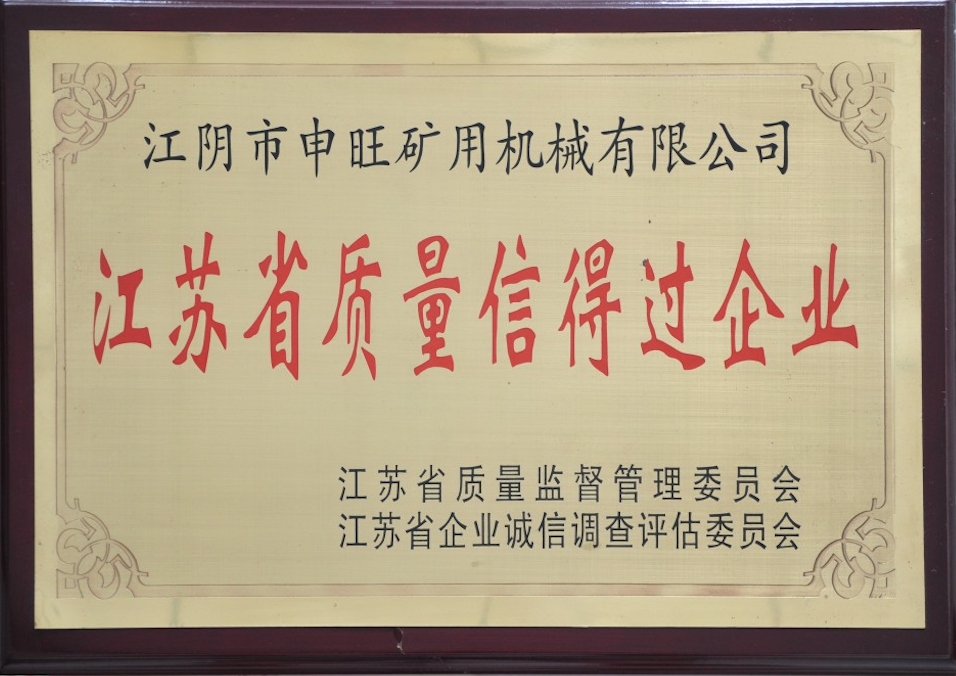 江阴市申旺矿用机械有限公司
江苏省质量信得过企业
江苏省质量监督管理委员会
江苏省企业诚信调查评估委员会